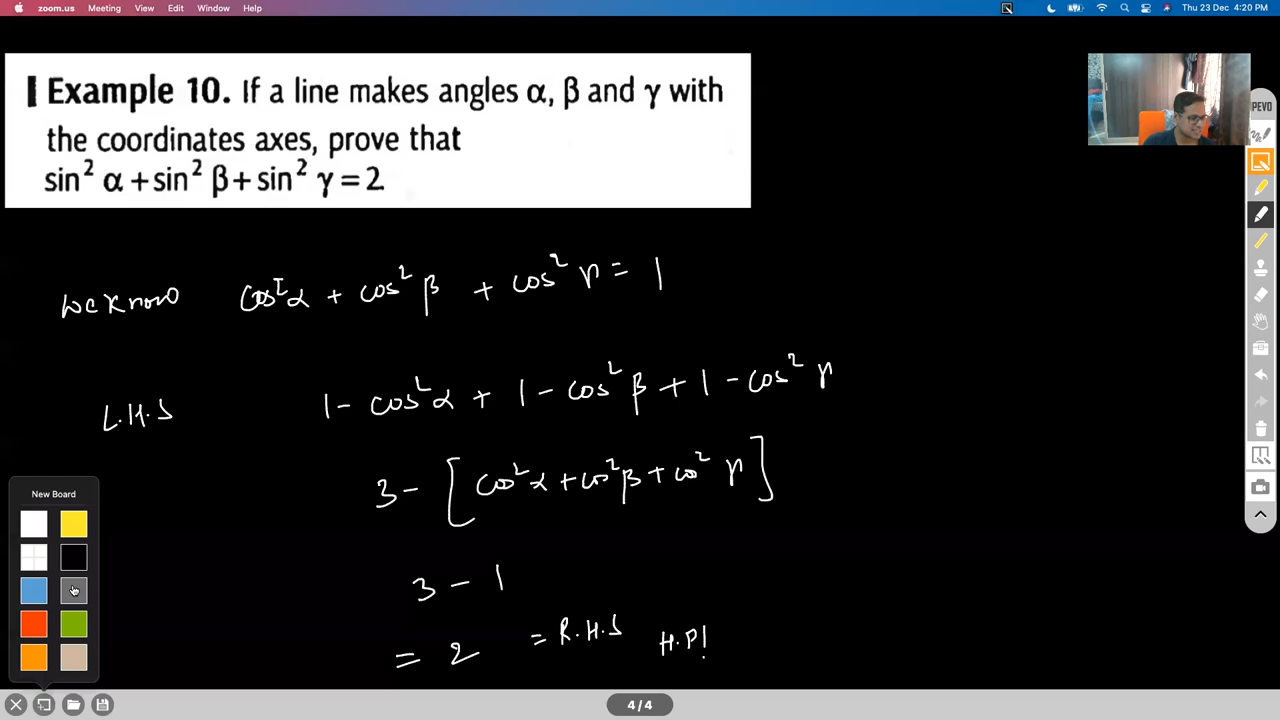 zoom.us Meeting View Edit Window Help Thu 23 Dec 4:20 PM
Example 10. If a line makes angles α, β and γ with
the coordinates axes, prove that
sin² α + sin² β + sin² γ = 2
We know cos²α + cos²β + cos²γ = 1
L.H.S 1 - cos²α + 1 - cos²β + 1 - cos²γ
3 - [cos²α + cos²β + cos²γ]
3 - 1
= 2 = R.H.S H.P!
New Board
4/4
IPEVO